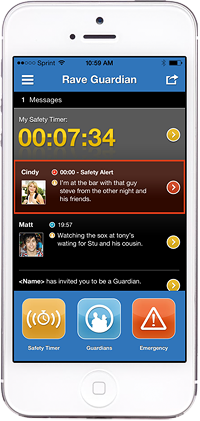 Sprint 10:59 AM
Rave Guardian
1 Messages
My Safety Timer:
00:07:34
Cindy 00:00 - Safety Alert
I'm at the bar with that guy
steve from the other night and
his friends.
Matt 19:57
Watching the sox at tony's
wating for Stu and his cousin.
<Name> has invited you to be a Guardian.
Safety Timer Guardians Emergency